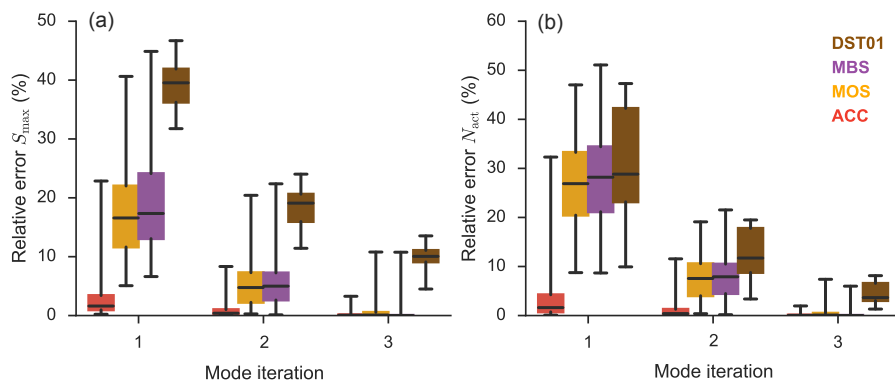 (a)
50
40
30
20
10
0
Relative error Smax (%)
1
2
3
Mode iteration
(b)
60
50
40
30
20
10
0
Relative error Nact (%)
1
2
3
Mode iteration
DST01
MBS
MOS
ACC